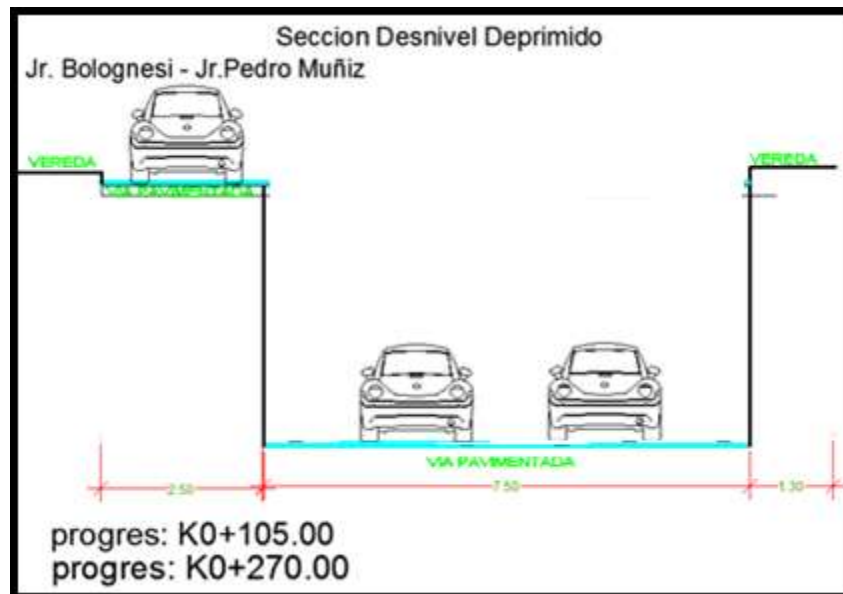 Seccion Desnivel Deprimido
Jr. Bolognesi - Jr.Pedro Muñiz
VEREDA
VEREDA
VIA PAVIMENTADA
VIA PAVIMENTADA
2.50
7.50
1.30
progres: K0+105.00
progres: K0+270.00